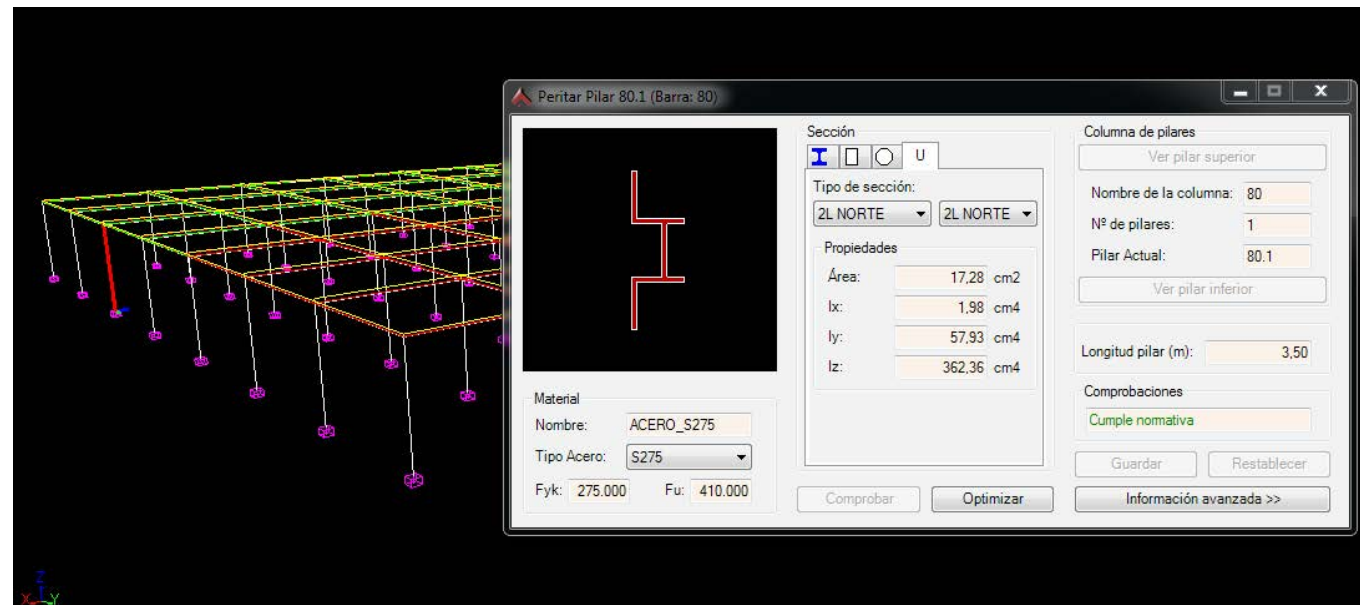 Peritar Pilar 80.1 (Barra: 80)
Sección
U
Tipo de sección:
2L NORTE 2L NORTE
Propiedades
Área: 17,28 cm2
Ix: 1,98 cm4
Iy: 57,93 cm4
Iz: 362,36 cm4
Material
Nombre: ACERO_S275
Tipo Acero: S275
Fyk: 275.000 Fu: 410.000
Comprobar Optimizar
Columna de pilares
Ver pilar superior
Nombre de la columna: 80
Nº de pilares: 1
Pilar Actual: 80.1
Ver pilar inferior
Longitud pilar (m): 3,50
Comprobaciones
Cumple normativa
Guardar Restablecer
Información avanzada >>
Z
X Y